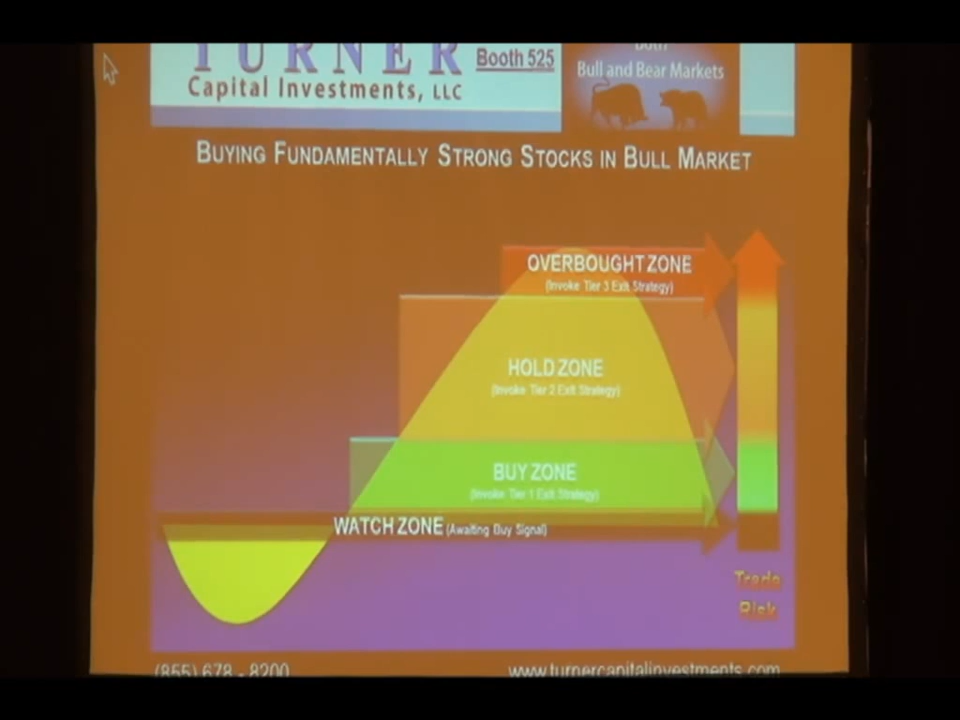 TURNER
Capital Investments, LLC
Booth 525
Both
Bull and Bear Markets
BUYING FUNDAMENTALLY STRONG STOCKS IN BULL MARKET
OVERBOUGHT ZONE
(Invoke Tier 3 Exit Strategy)
HOLD ZONE
(Invoke Tier 2 Exit Strategy)
BUY ZONE
(Invoke Tier 1 Exit Strategy)
WATCH ZONE (Awaiting Buy Signal)
Trade
Risk
(855) 678 - 8200
www.turnercapitalinvestments.com